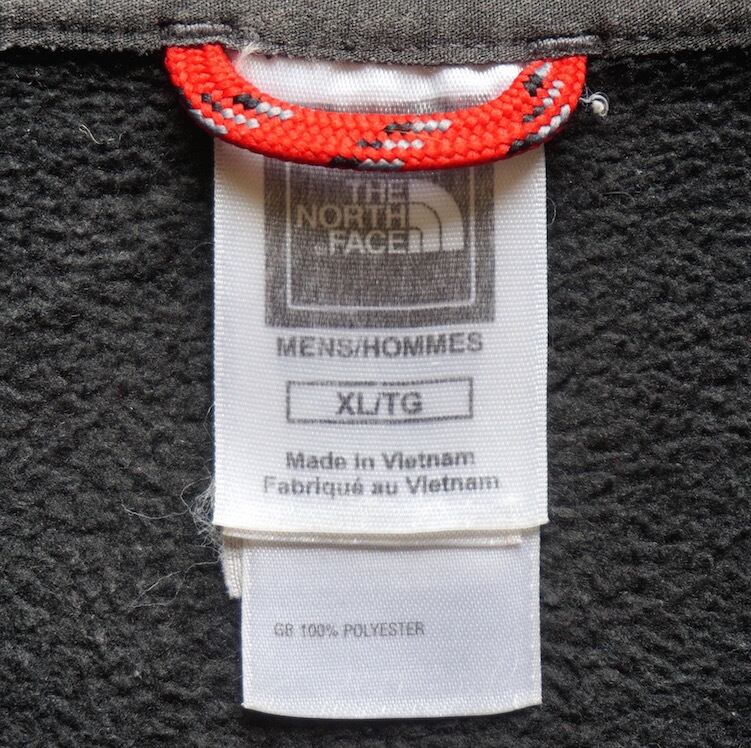 THE
NORTH
FACE
MENS/HOMMES
XL/TG
Made in Vietnam
Fabriqué au Vietnam
GB 100% POLYESTER